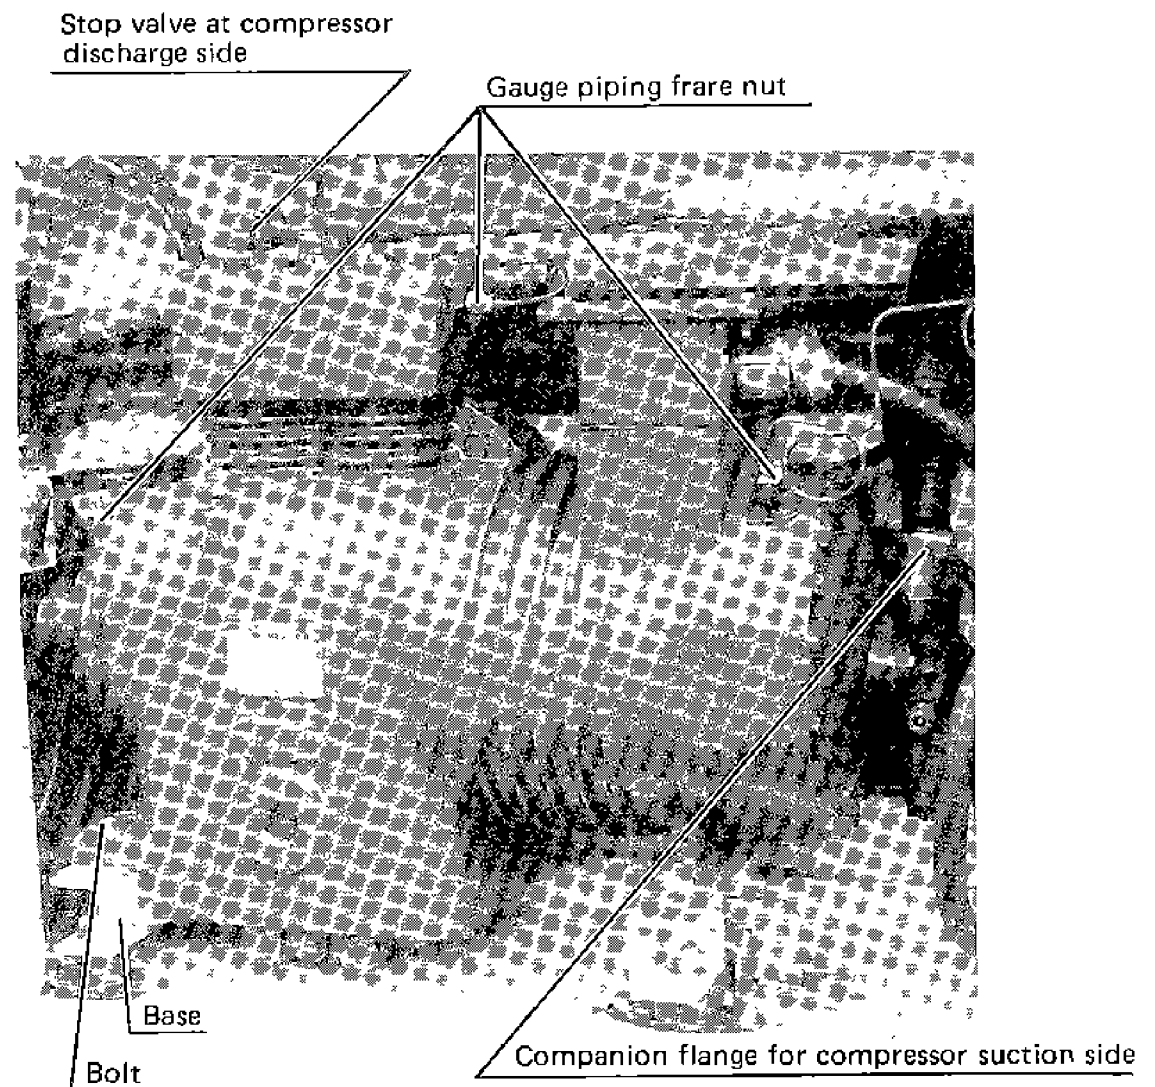 Stop valve at compressor
discharge side
Gauge piping frare nut
Base
Companion flange for compressor suction side
Bolt